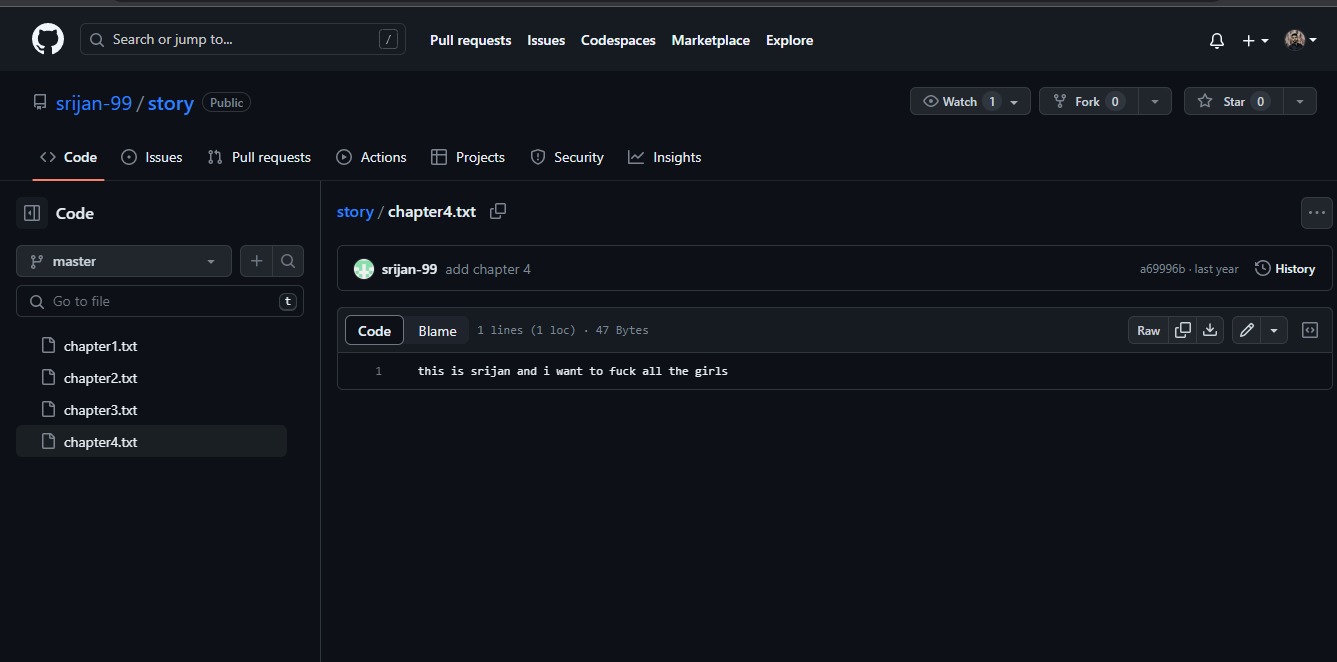 Search or jump to... /
Pull requests Issues Codespaces Marketplace Explore
srijan-99 / story Public
Watch 1 Fork 0 Star 0
Code Issues Pull requests Actions Projects Security Insights
Code
master
Go to file t
chapter1.txt
chapter2.txt
chapter3.txt
chapter4.txt
story / chapter4.txt
srijan-99 add chapter 4 a69996b · last year History
Code Blame 1 lines (1 loc) · 47 Bytes Raw
1 this is srijan and i want to fuck all the girls